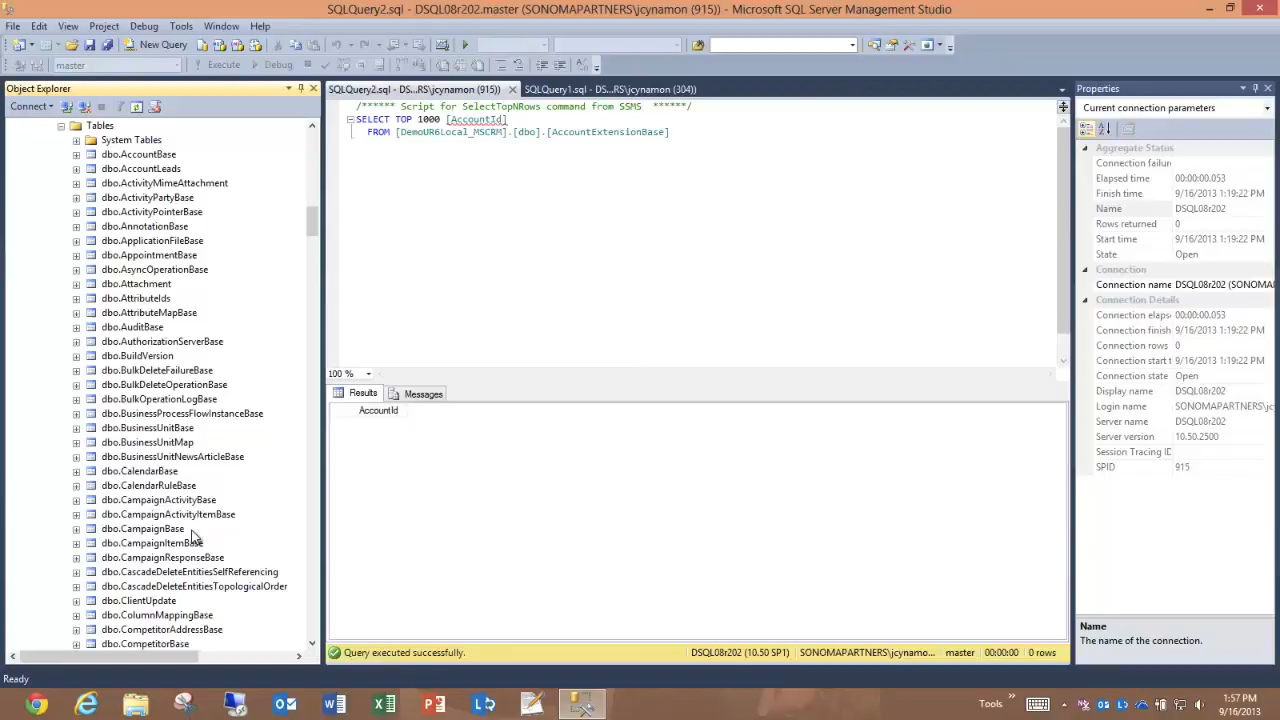 SQLQuery2.sql - DSQL08r202.master (SONOMAPARTNERS\jcynamon (915)) - Microsoft SQL Server Management Studio
File Edit View Project Debug Tools Window Help
New Query
master Execute Debug
Object Explorer
Connect
Tables
System Tables
dbo.AccountBase
dbo.AccountLeads
dbo.ActivityMimeAttachment
dbo.ActivityPartyBase
dbo.ActivityPointerBase
dbo.AnnotationBase
dbo.ApplicationFileBase
dbo.AppointmentBase
dbo.AsyncOperationBase
dbo.Attachment
dbo.AttributeIds
dbo.AttributeMapBase
dbo.AuditBase
dbo.AuthorizationServerBase
dbo.BuildVersion
dbo.BulkDeleteFailureBase
dbo.BulkDeleteOperationBase
dbo.BulkOperationLogBase
dbo.BusinessProcessFlowInstanceBase
dbo.BusinessUnitBase
dbo.BusinessUnitMap
dbo.BusinessUnitNewsArticleBase
dbo.CalendarBase
dbo.CalendarRuleBase
dbo.CampaignActivityBase
dbo.CampaignActivityItemBase
dbo.CampaignBase
dbo.CampaignItemBase
dbo.CampaignResponseBase
dbo.CascadeDeleteEntitiesSelfReferencing
dbo.CascadeDeleteEntitiesTopologicalOrder
dbo.ClientUpdate
dbo.ColumnMappingBase
dbo.CompetitorAddressBase
dbo.CompetitorBase
SQLQuery2.sql - D...RS\jcynamon (915)) SQLQuery1.sql - D...RS\jcynamon (304))
/****** Script for SelectTopNRows command from SSMS ******/
SELECT TOP 1000 [AccountId]
FROM [DemoUR6Local_MSCRM].[dbo].[AccountExtensionBase]
100 %
Results Messages
AccountId
Query executed successfully. DSQL08r202 (10.50 SP1) SONOMAPARTNERS\jcynamo... master 00:00:00 0 rows
Properties
Current connection parameters
Aggregate Status
Connection failur
Elapsed time 00:00:00.053
Finish time 9/16/2013 1:19:22 PM
Name DSQL08r202
Rows returned 0
Start time 9/16/2013 1:19:22 PM
State Open
Connection
Connection name DSQL08r202 (SONOMA
Connection Details
Connection elaps 00:00:00.053
Connection finish 9/16/2013 1:19:22 PM
Connection rows 0
Connection start t 9/16/2013 1:19:22 PM
Connection state Open
Display name DSQL08r202
Login name SONOMAPARTNERS\jcy
Server name DSQL08r202
Server version 10.50.2500
Session Tracing ID
SPID 915
Name
The name of the connection.
Ready
Tools
1:57 PM
9/16/2013